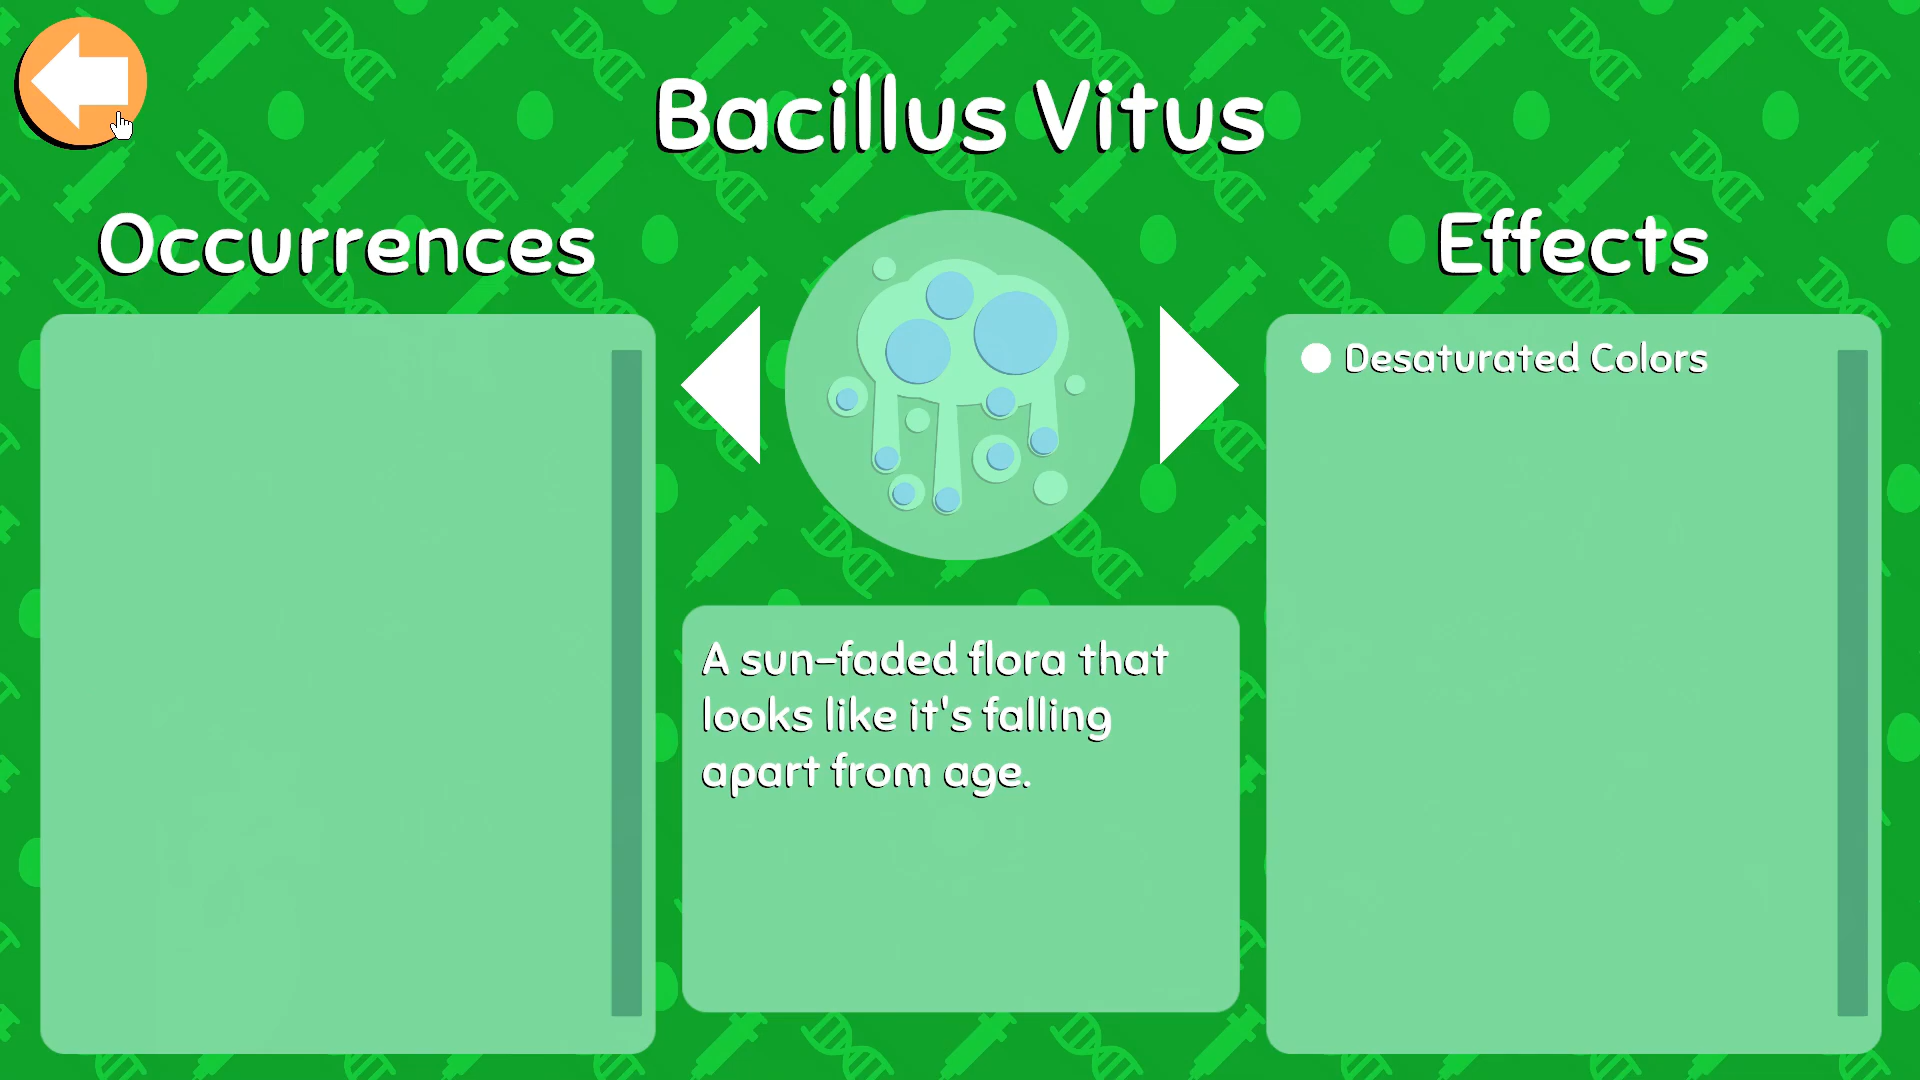 Bacillus Vitus
Occurrences
Effects
Desaturated Colors
A sun-faded flora that
looks like it's falling
apart from age.